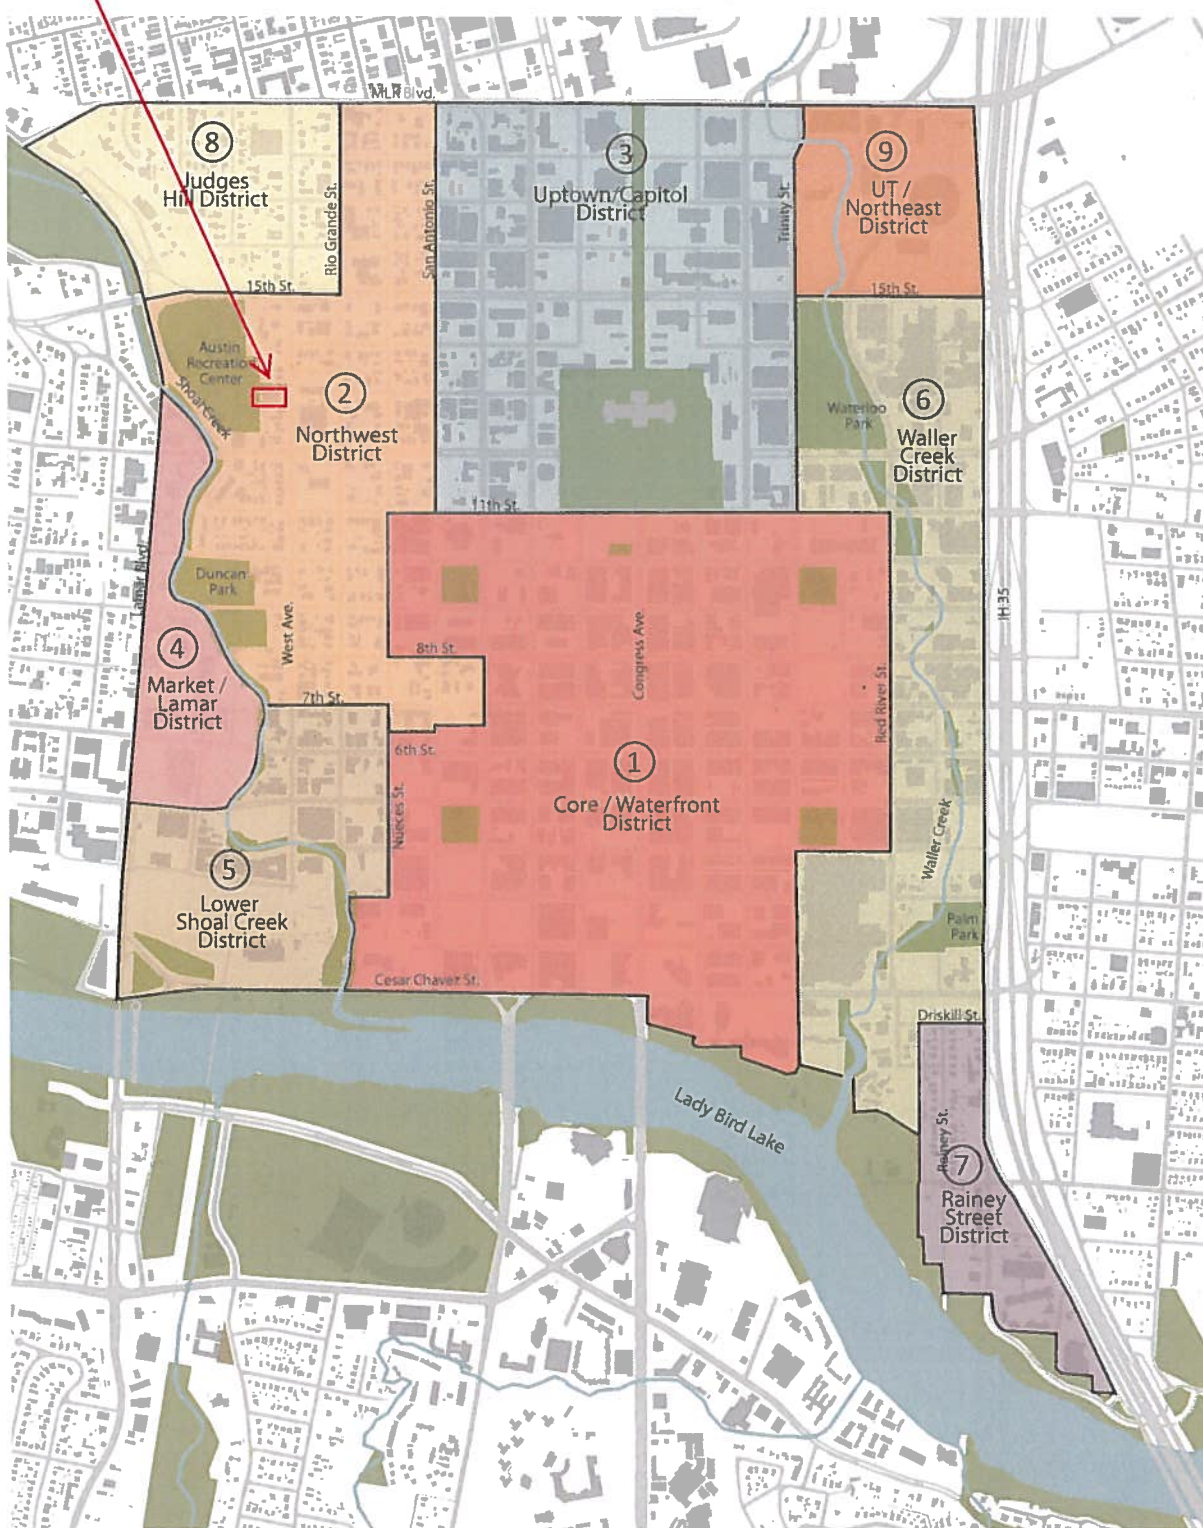 MLK Blvd.
8
Judges
Hill District
Rio Grande St.
San Antonio St.
3
Uptown/Capitol
District
Trinity St.
9
UT /
Northeast
District
15th St.
15th St.
Austin
Recreation
Center
Shoal Creek
2
Northwest
District
Waterloo
Park
6
Waller
Creek
District
11th St.
Lamar Blvd.
Duncan
Park
West Ave.
4
Market /
Lamar
District
8th St.
7th St.
6th St.
Nueces St.
Congress Ave.
Red River St.
IH 35
1
Core / Waterfront
District
Waller Creek
5
Lower
Shoal Creek
District
Palm
Park
Cesar Chavez St.
Driskill St.
Lady Bird Lake
Rainey St.
7
Rainey
Street
District